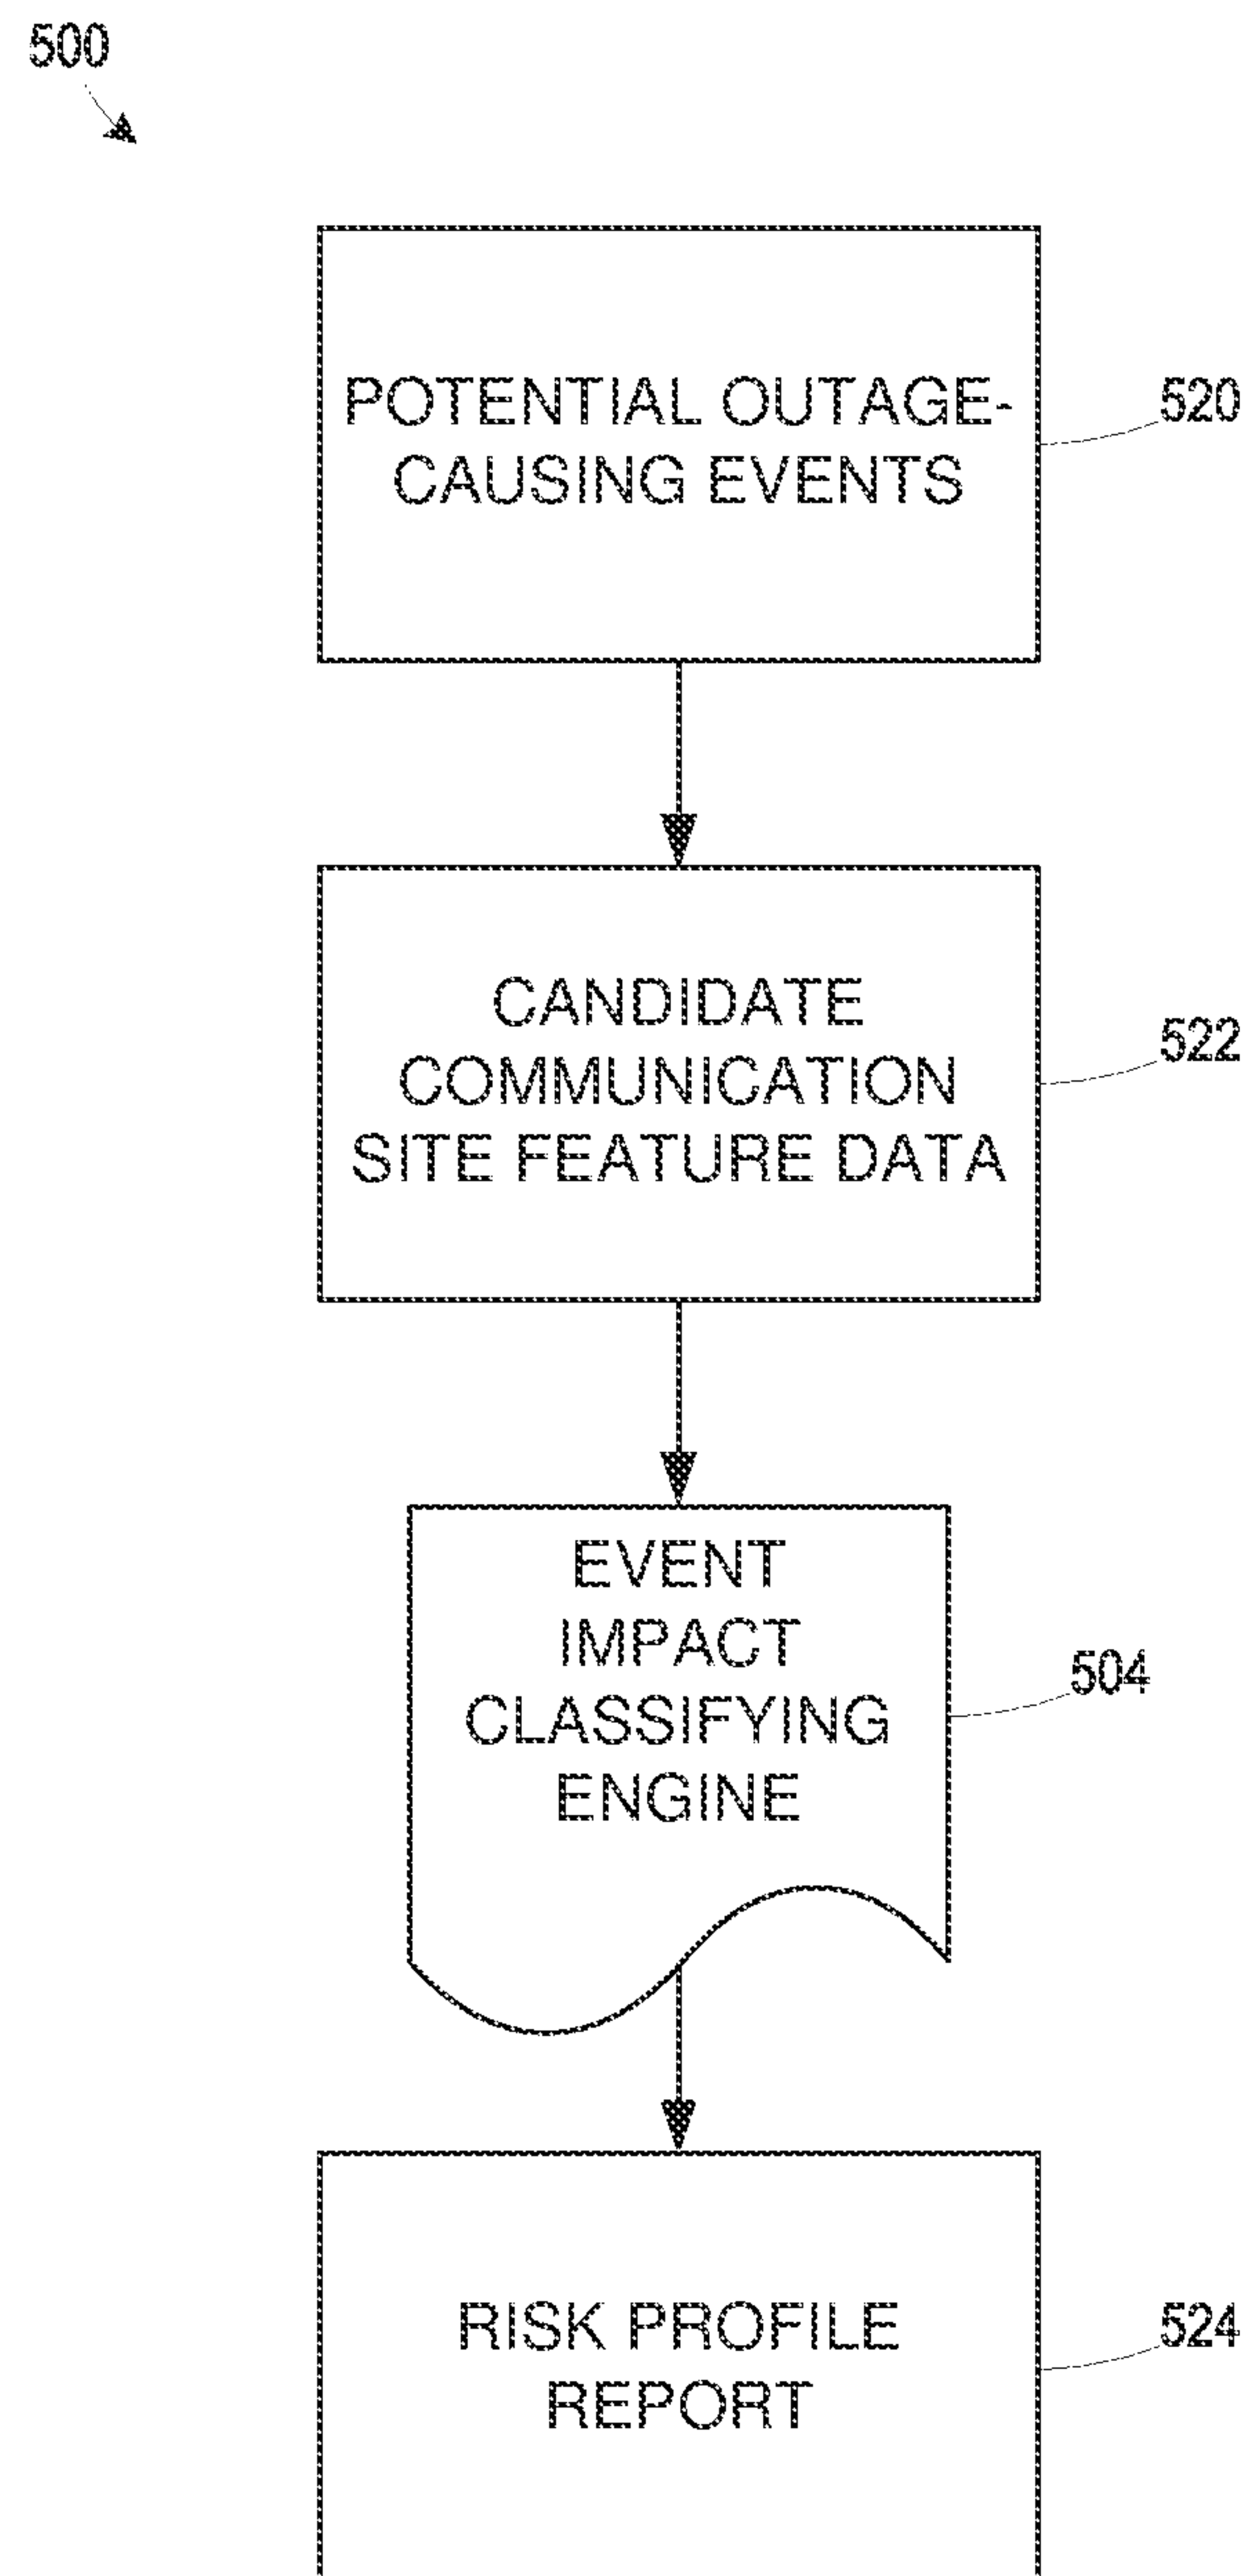 500
POTENTIAL OUTAGE-
CAUSING EVENTS
520
CANDIDATE
COMMUNICATION
SITE FEATURE DATA
522
EVENT
IMPACT
CLASSIFYING
ENGINE
504
RISK PROFILE
REPORT
524